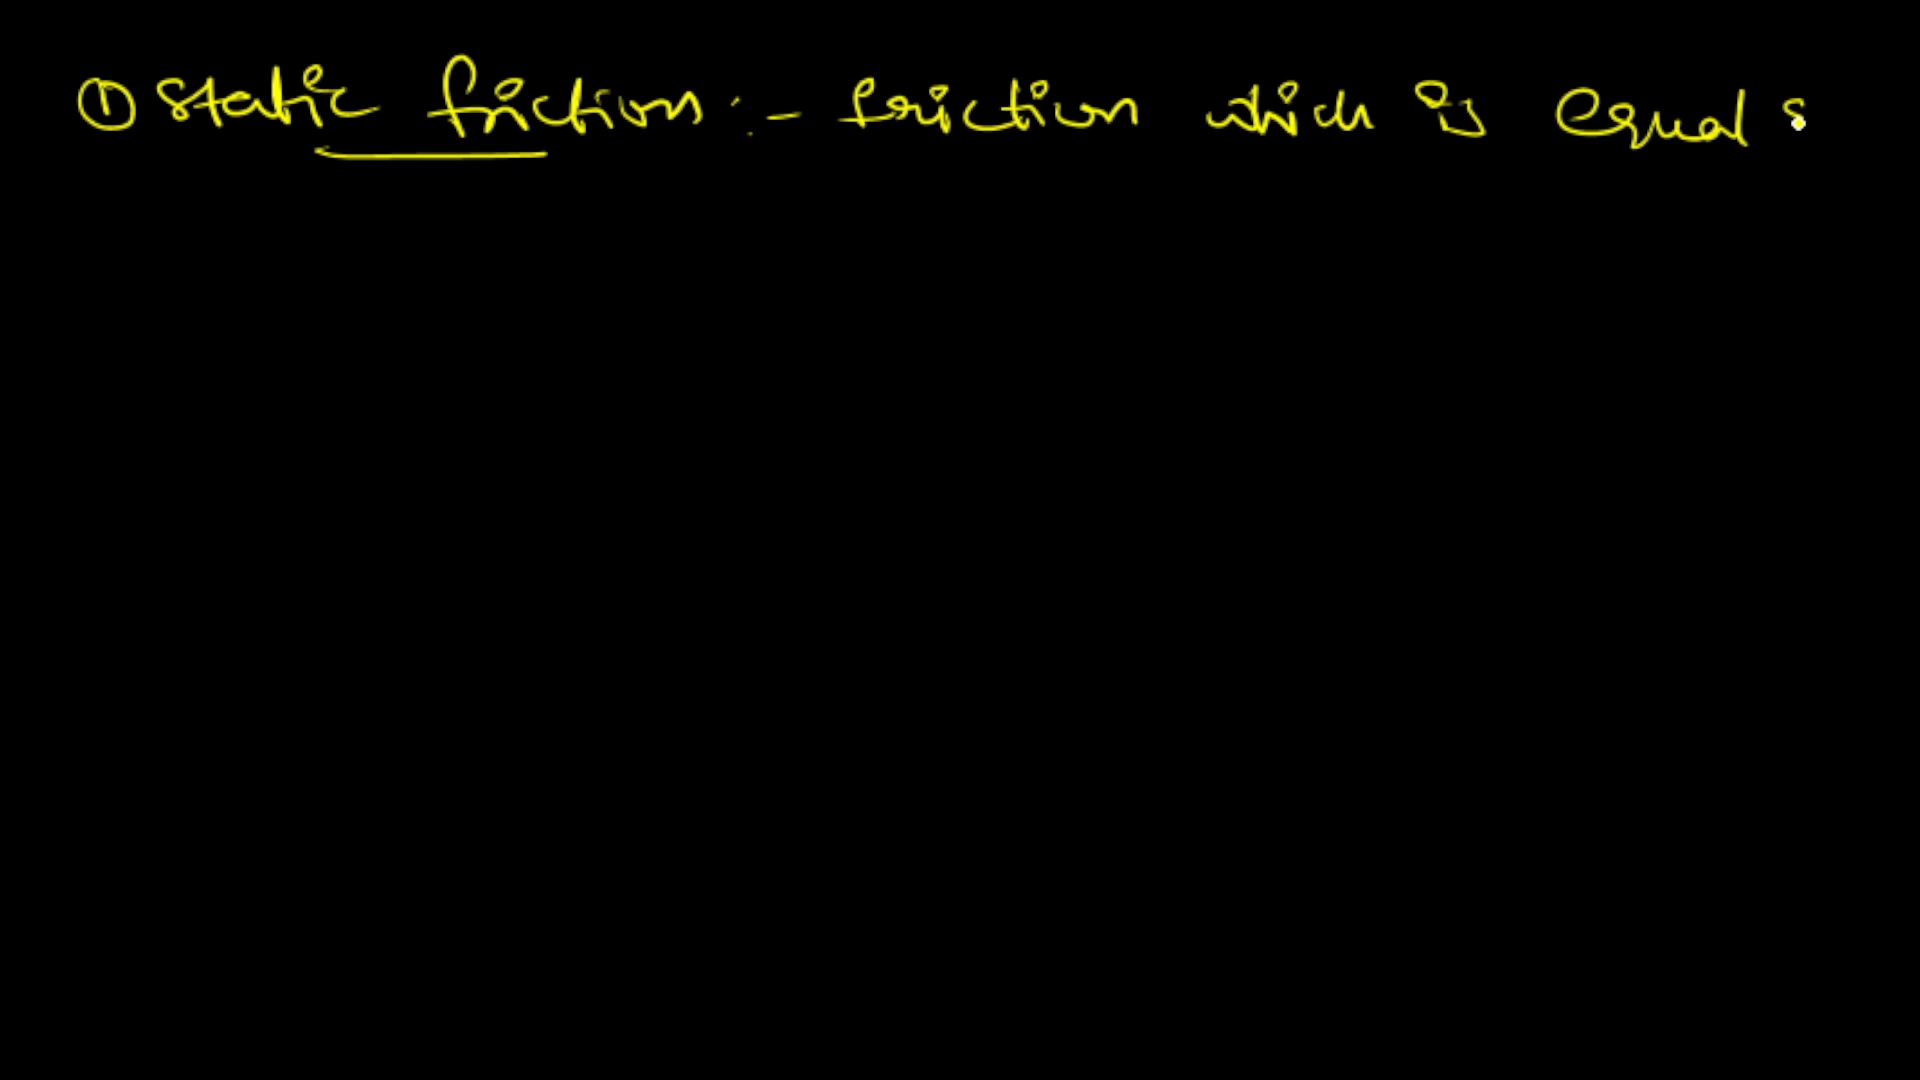 ① Static friction :- friction which is equal